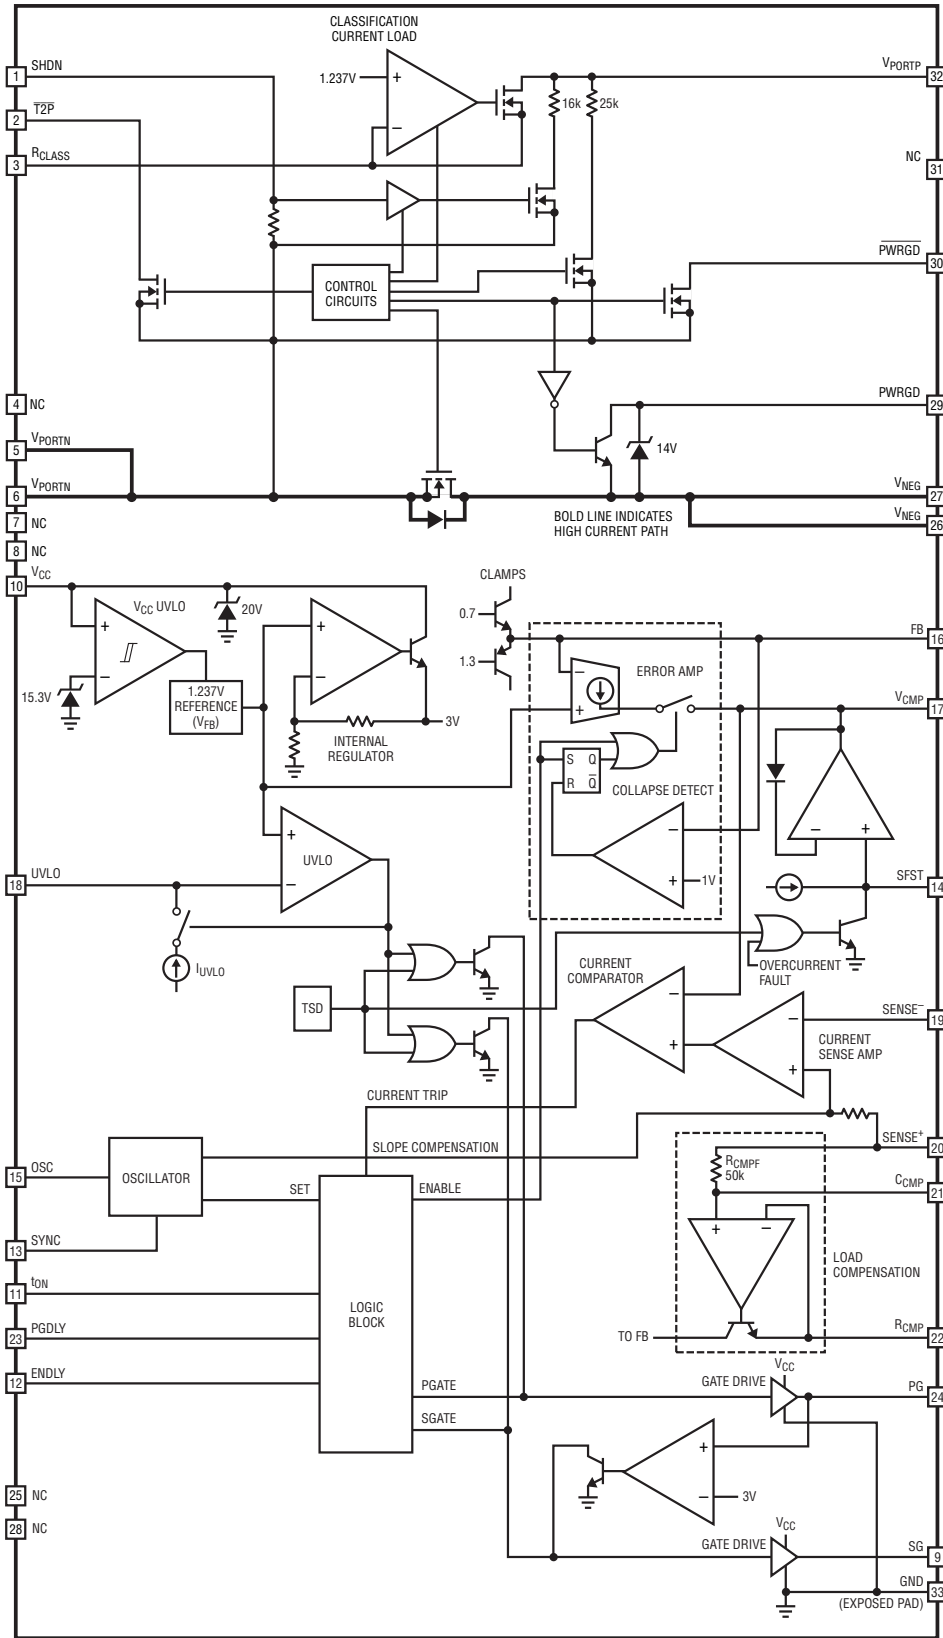 CLASSIFICATION
CURRENT LOAD
1 SHDN
1.237V
+
−
VPORTP 32
2 T2P
16k
25k
3 RCLASS
NC 31
PWRGD 30
CONTROL
CIRCUITS
4 NC
PWRGD 29
5 VPORTN
14V
6 VPORTN
VNEG 27
BOLD LINE INDICATES
HIGH CURRENT PATH
VNEG 26
7 NC
8 NC
10 VCC
CLAMPS
VCC UVLO
20V
0.7
+
−
15.3V
+
−
1.3
FB 16
ERROR AMP
−
+
1.237V
REFERENCE
(VFB)
3V
INTERNAL
REGULATOR
VCMP 17
S Q
R Q
COLLAPSE DETECT
−
+
1V
−
+
+
UVLO
−
18 UVLO
SFST 14
IUVLO
OVERCURRENT
FAULT
TSD
CURRENT
COMPARATOR
−
+
SENSE− 19
−
+
CURRENT
SENSE AMP
CURRENT TRIP
SLOPE COMPENSATION
SENSE+ 20
15 OSC
OSCILLATOR
RCMPF
50k
SET
ENABLE
CCMP 21
13 SYNC
+
−
LOAD
COMPENSATION
11 tON
LOGIC
BLOCK
23 PGDLY
TO FB
RCMP 22
12 ENDLY
VCC
PGATE
GATE DRIVE
PG 24
SGATE
+
−
3V
25 NC
28 NC
VCC
GATE DRIVE
SG 9
GND 33
(EXPOSED PAD)